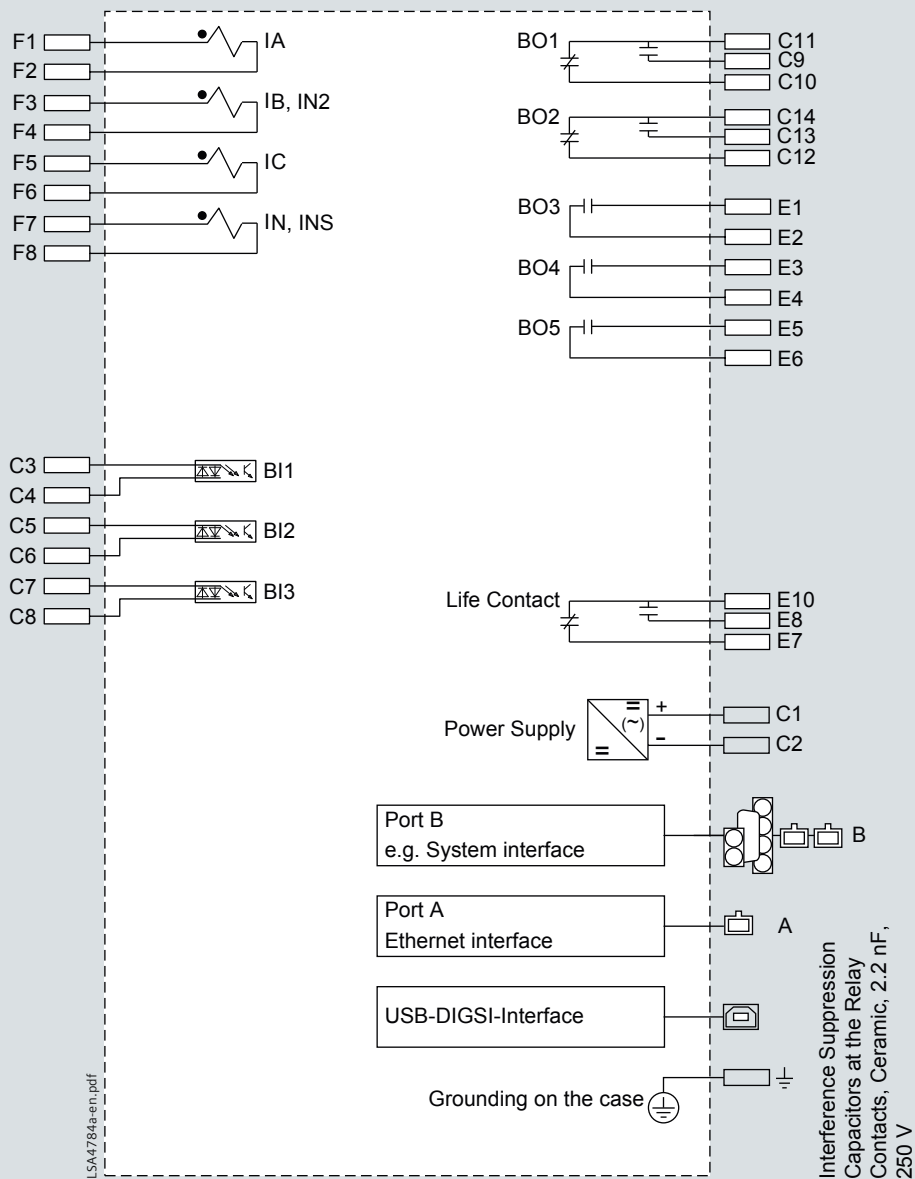 F1
IA
F2
F3
IB, IN2
F4
F5
IC
F6
F7
IN, INS
F8
C3
BI1
C4
C5
BI2
C6
C7
BI3
C8
BO1
C11
C9
C10
BO2
C14
C13
C12
BO3
E1
E2
BO4
E3
E4
BO5
E5
E6
Life Contact
E10
E8
E7
Power Supply
= + C1
(~)
= - C2
Port B
e.g. System interface
B
Port A
Ethernet interface
A
USB-DIGSI-Interface
Grounding on the case
Interference Suppression
Capacitors at the Relay
Contacts, Ceramic, 2.2 nF,
250 V
LSA4784a-en.pdf